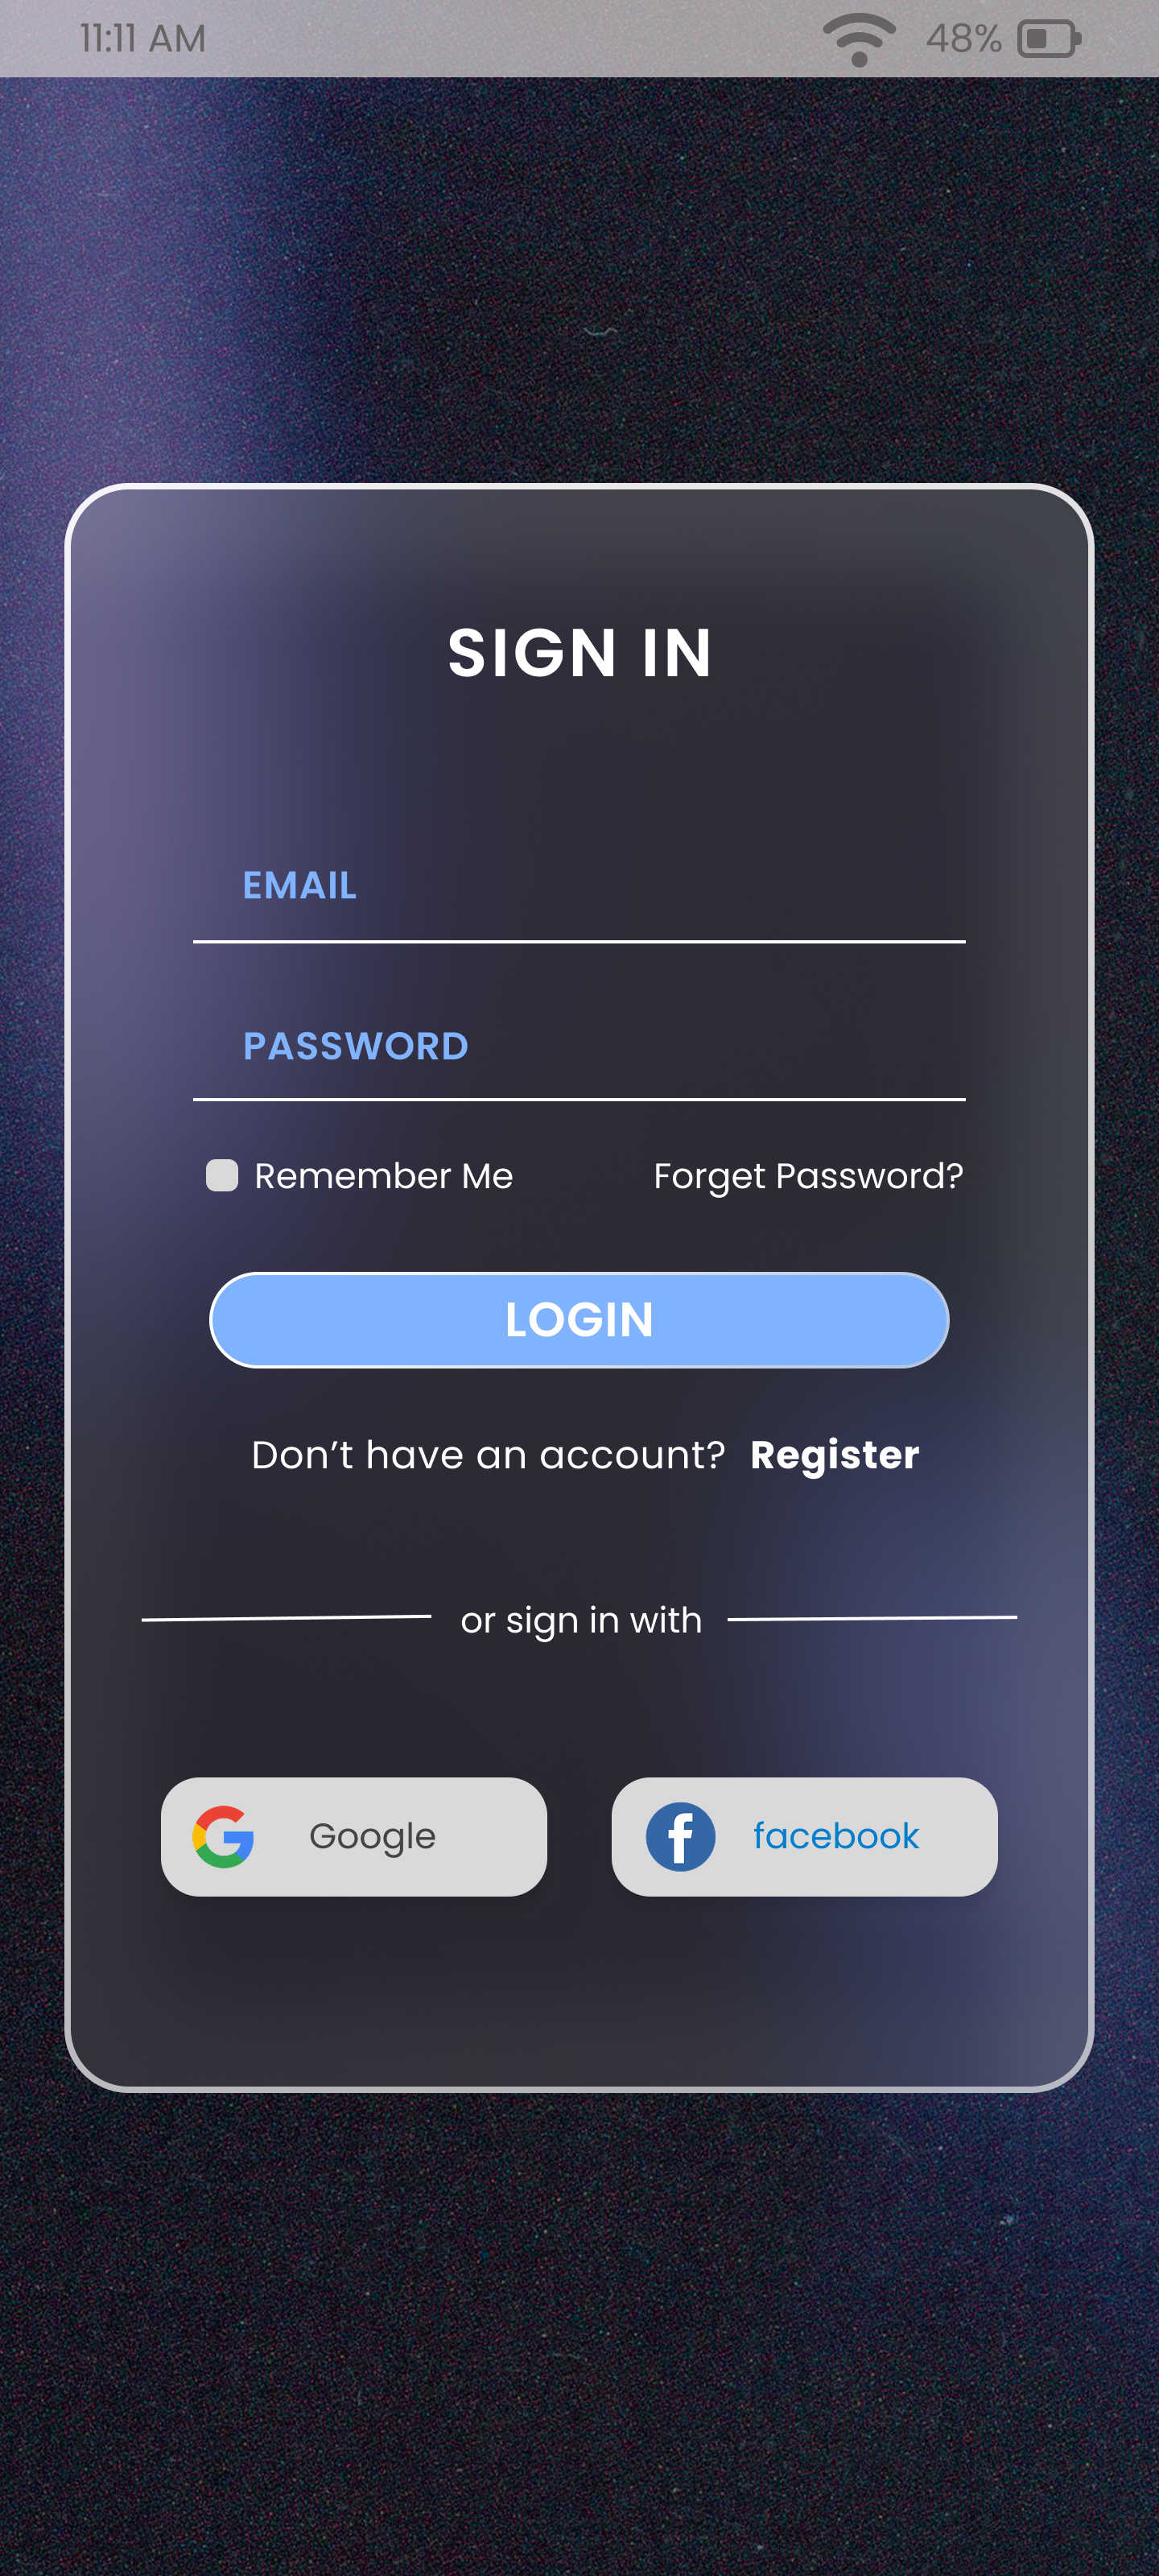 11:11 AM 48%
SIGN IN
EMAIL
PASSWORD
Remember Me Forget Password?
LOGIN
Don’t have an account? Register
or sign in with
Google facebook